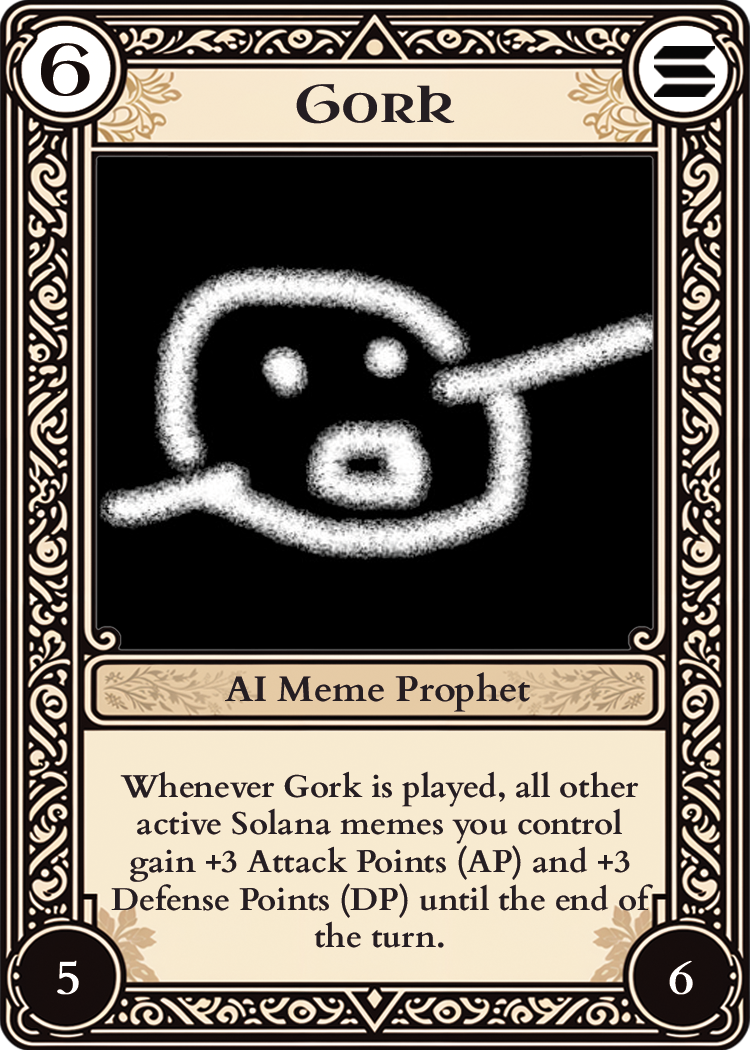 6
Gork
AI Meme Prophet
Whenever Gork is played, all other
active Solana memes you control
gain +3 Attack Points (AP) and +3
Defense Points (DP) until the end of
the turn.
5
6